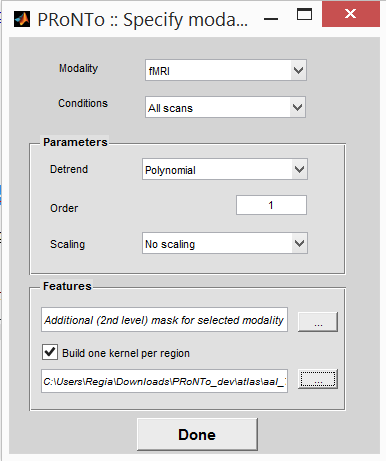 PRoNTo :: Specify moda...
Modality fMRI
Conditions All scans
Parameters
Detrend Polynomial
Order 1
Scaling No scaling
Features
Additional (2nd level) mask for selected modality ...
Build one kernel per region
C:\Users\Regia\Downloads\PRoNTo_dev\atlas\aal_ ...
Done